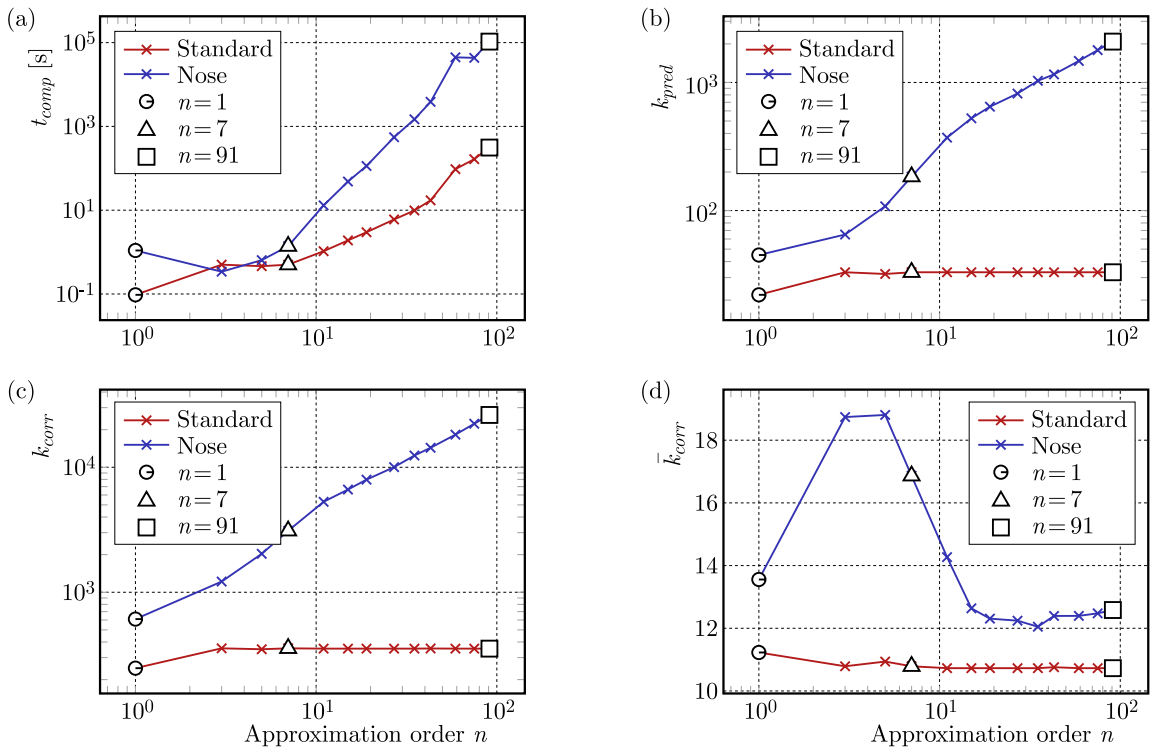 (a)
t_comp [s]
10^5
10^3
10^1
10^-1
Standard
Nose
n=1
n=7
n=91
10^0
10^1
10^2
(b)
k_pred
10^3
10^2
Standard
Nose
n=1
n=7
n=91
10^0
10^1
10^2
(c)
k_corr
10^4
10^3
Standard
Nose
n=1
n=7
n=91
10^0
10^1
10^2
Approximation order n
(d)
k̄_corr
18
16
14
12
10
Standard
Nose
n=1
n=7
n=91
10^0
10^1
10^2
Approximation order n